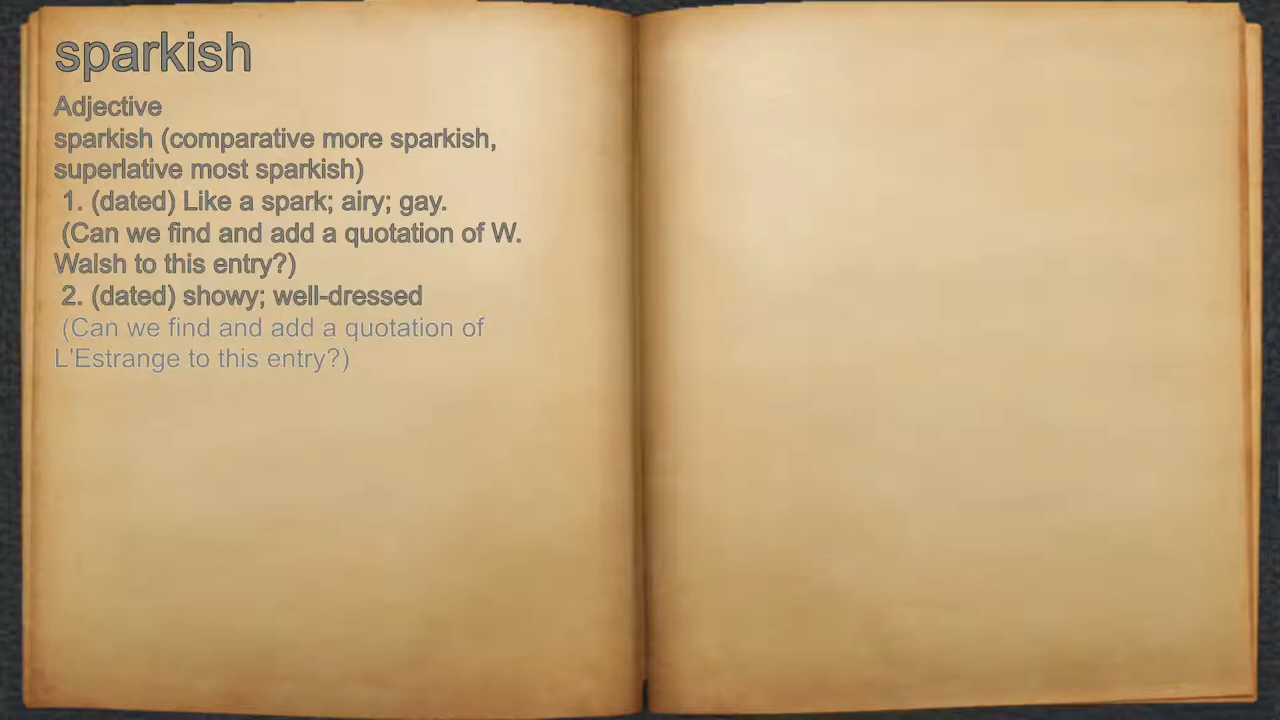 sparkish
Adjective
sparkish (comparative more sparkish,
superlative most sparkish)
1. (dated) Like a spark; airy; gay.
(Can we find and add a quotation of W.
Walsh to this entry?)
2. (dated) showy; well-dressed
(Can we find and add a quotation of
L'Estrange to this entry?)